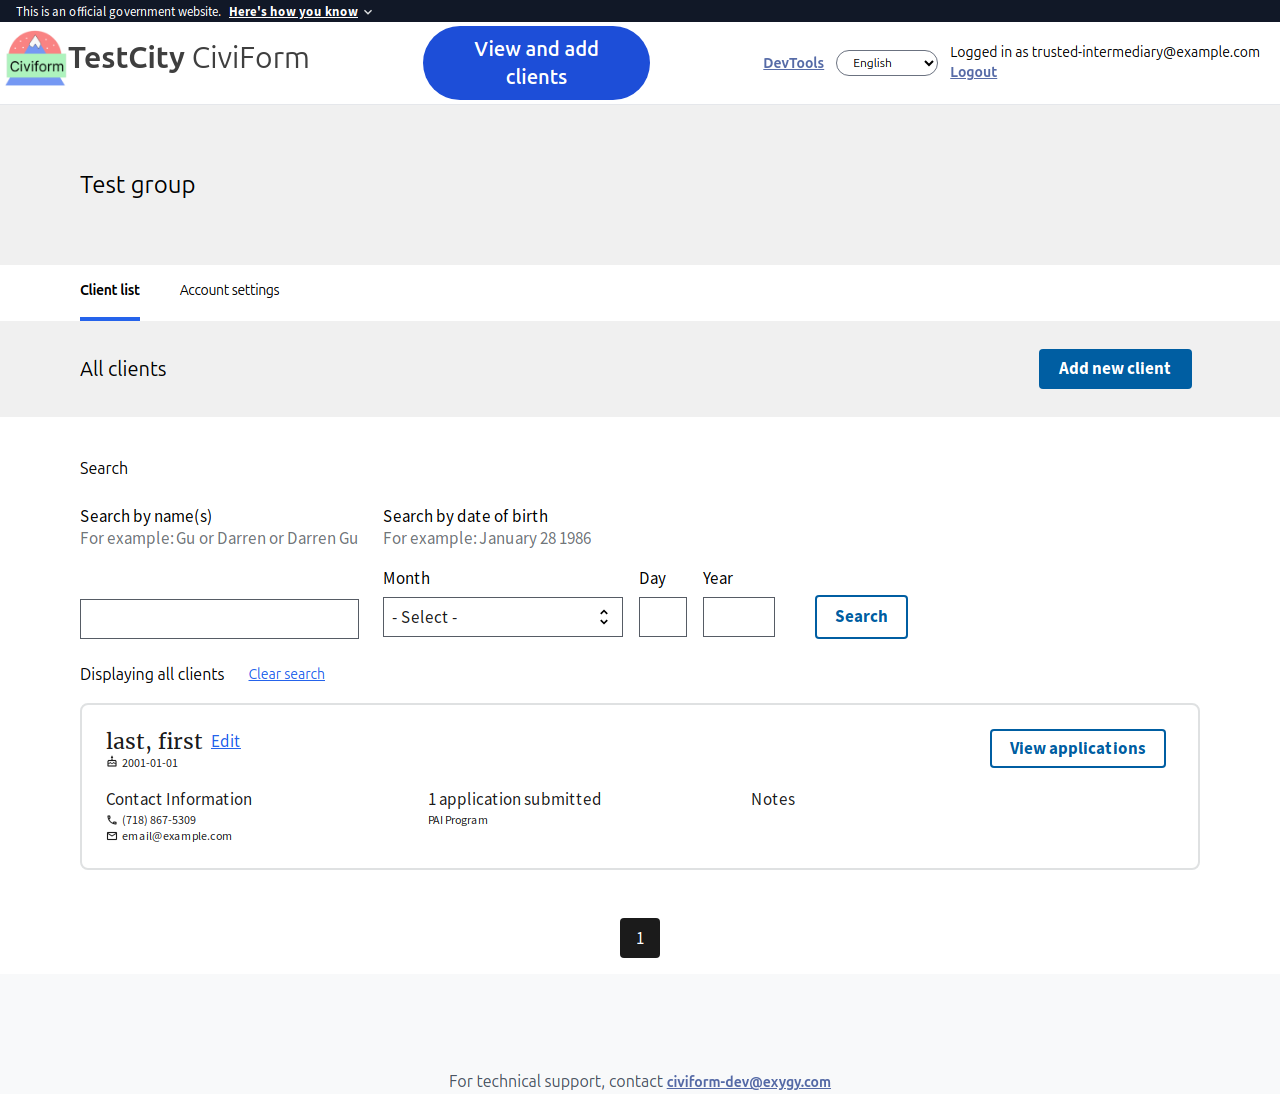 This is an official government website. Here's how you know
Civiform
TestCity CiviForm
View and add
clients
DevTools
English
Logged in as trusted-intermediary@example.com
Logout
Test group
Client list
Account settings
All clients
Add new client
Search
Search by name(s)
For example: Gu or Darren or Darren Gu
Search by date of birth
For example: January 28 1986
Month
Day
Year
- Select -
Search
Displaying all clients
Clear search
last, first Edit
2001-01-01
View applications
Contact Information
(718) 867-5309
email@example.com
1 application submitted
PAI Program
Notes
1
For technical support, contact civiform-dev@exygy.com